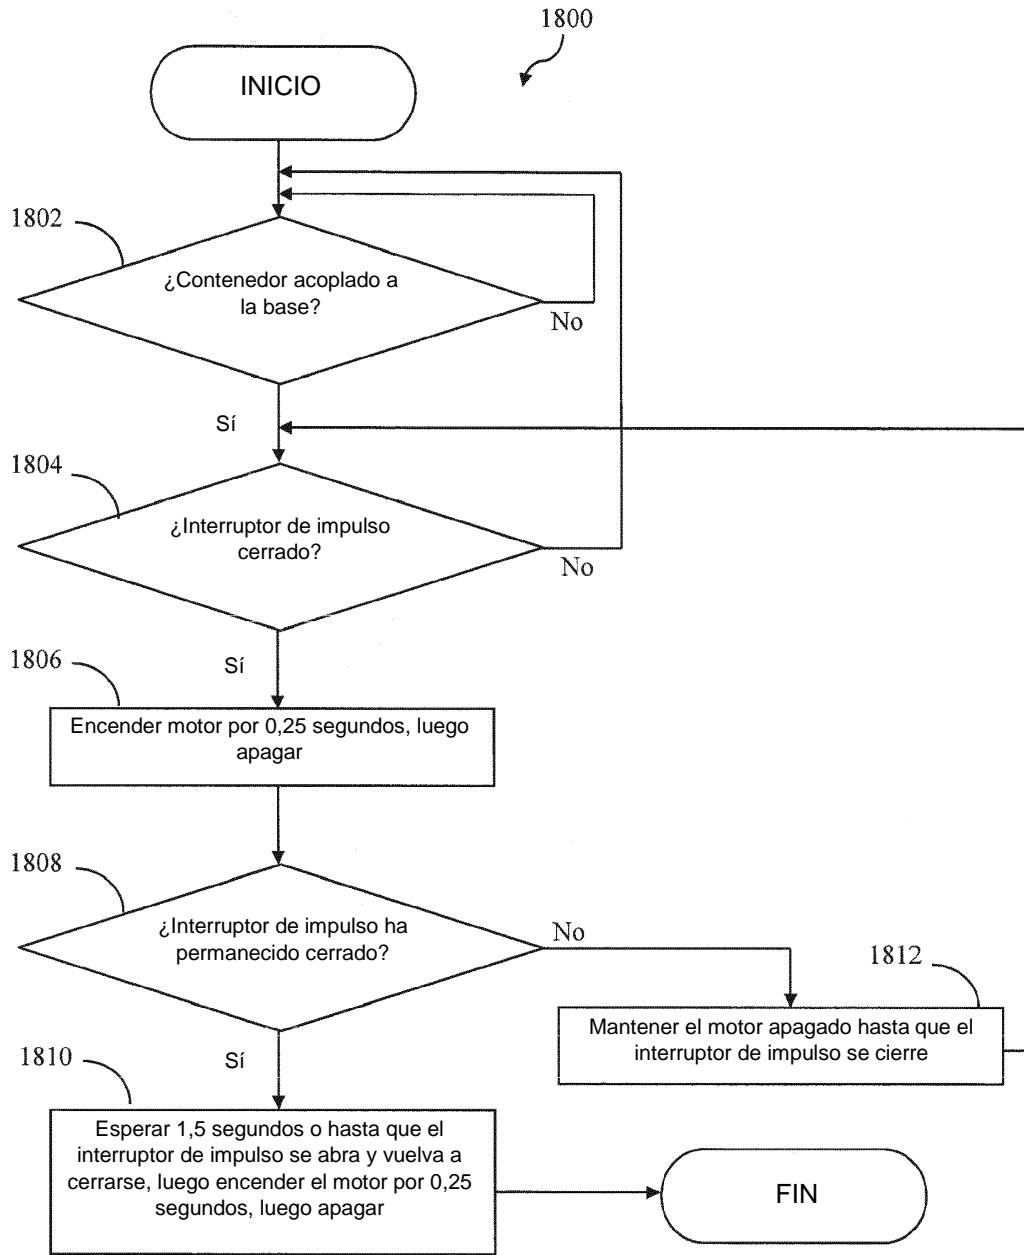 1800
INICIO
1802
¿Contenedor acoplado a
la base?
No
Sí
1804
¿Interruptor de impulso
cerrado?
No
Sí
1806
Encender motor por 0,25 segundos, luego
apagar
1808
¿Interruptor de impulso ha
permanecido cerrado?
No
1812
Mantener el motor apagado hasta que el
interruptor de impulso se cierre
Sí
1810
Esperar 1,5 segundos o hasta que el
interruptor de impulso se abra y vuelva a
cerrarse, luego encender el motor por 0,25
segundos, luego apagar
FIN